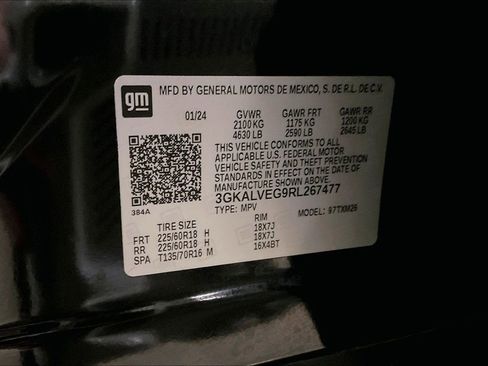 gm
MFD BY GENERAL MOTORS DE MEXICO, S. DE R.L. DE C.V.
01/24 GVWR GAWR FRT GAWR RR
2100 KG 1175 KG 1200 KG
4630 LB 2590 LB 2645 LB
THIS VEHICLE CONFORMS TO ALL
APPLICABLE U.S. FEDERAL MOTOR
VEHICLE SAFETY AND THEFT PREVENTION
STANDARDS IN EFFECT ON THE DATE OF
MANUFACTURE SHOWN ABOVE.
3GKALVEG9RL267477
TYPE: MPV MODEL: 97TXM26
384A
TIRE SIZE RIM
FRT 225/60R18 H 18X7J
RR 225/60R18 H 18X7J
SPA T135/70R16 M 16X4BT